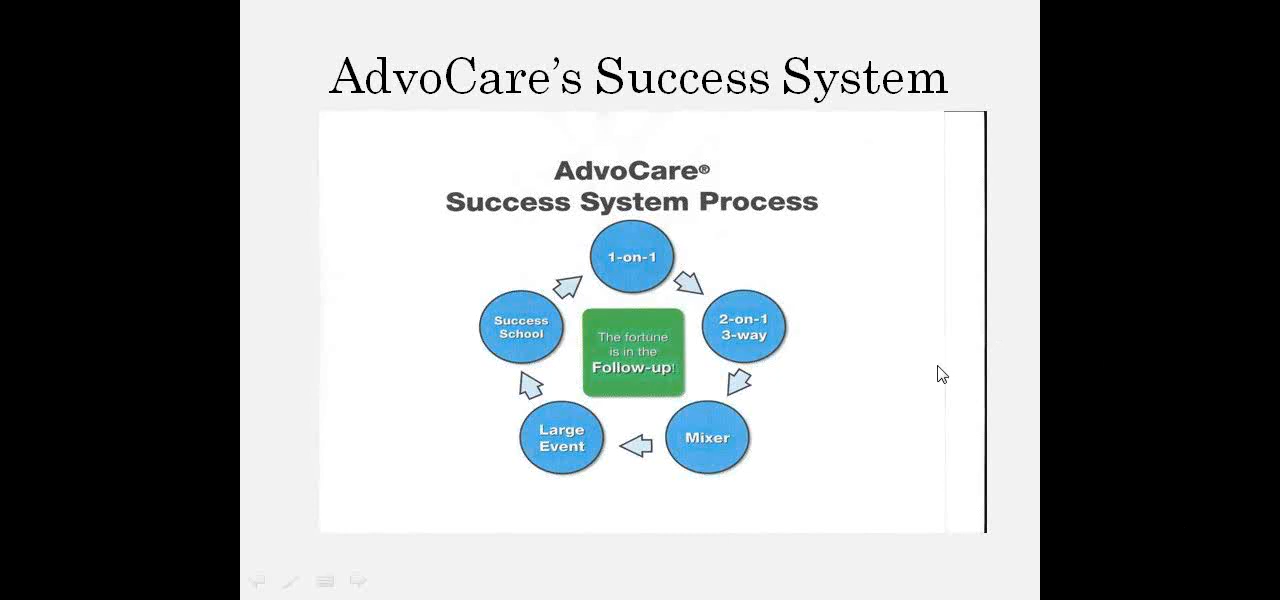 AdvoCare's Success System
AdvoCare®
Success System Process
1-on-1
2-on-1
3-way
Mixer
Large
Event
Success
School
The fortune
is in the
Follow-up!